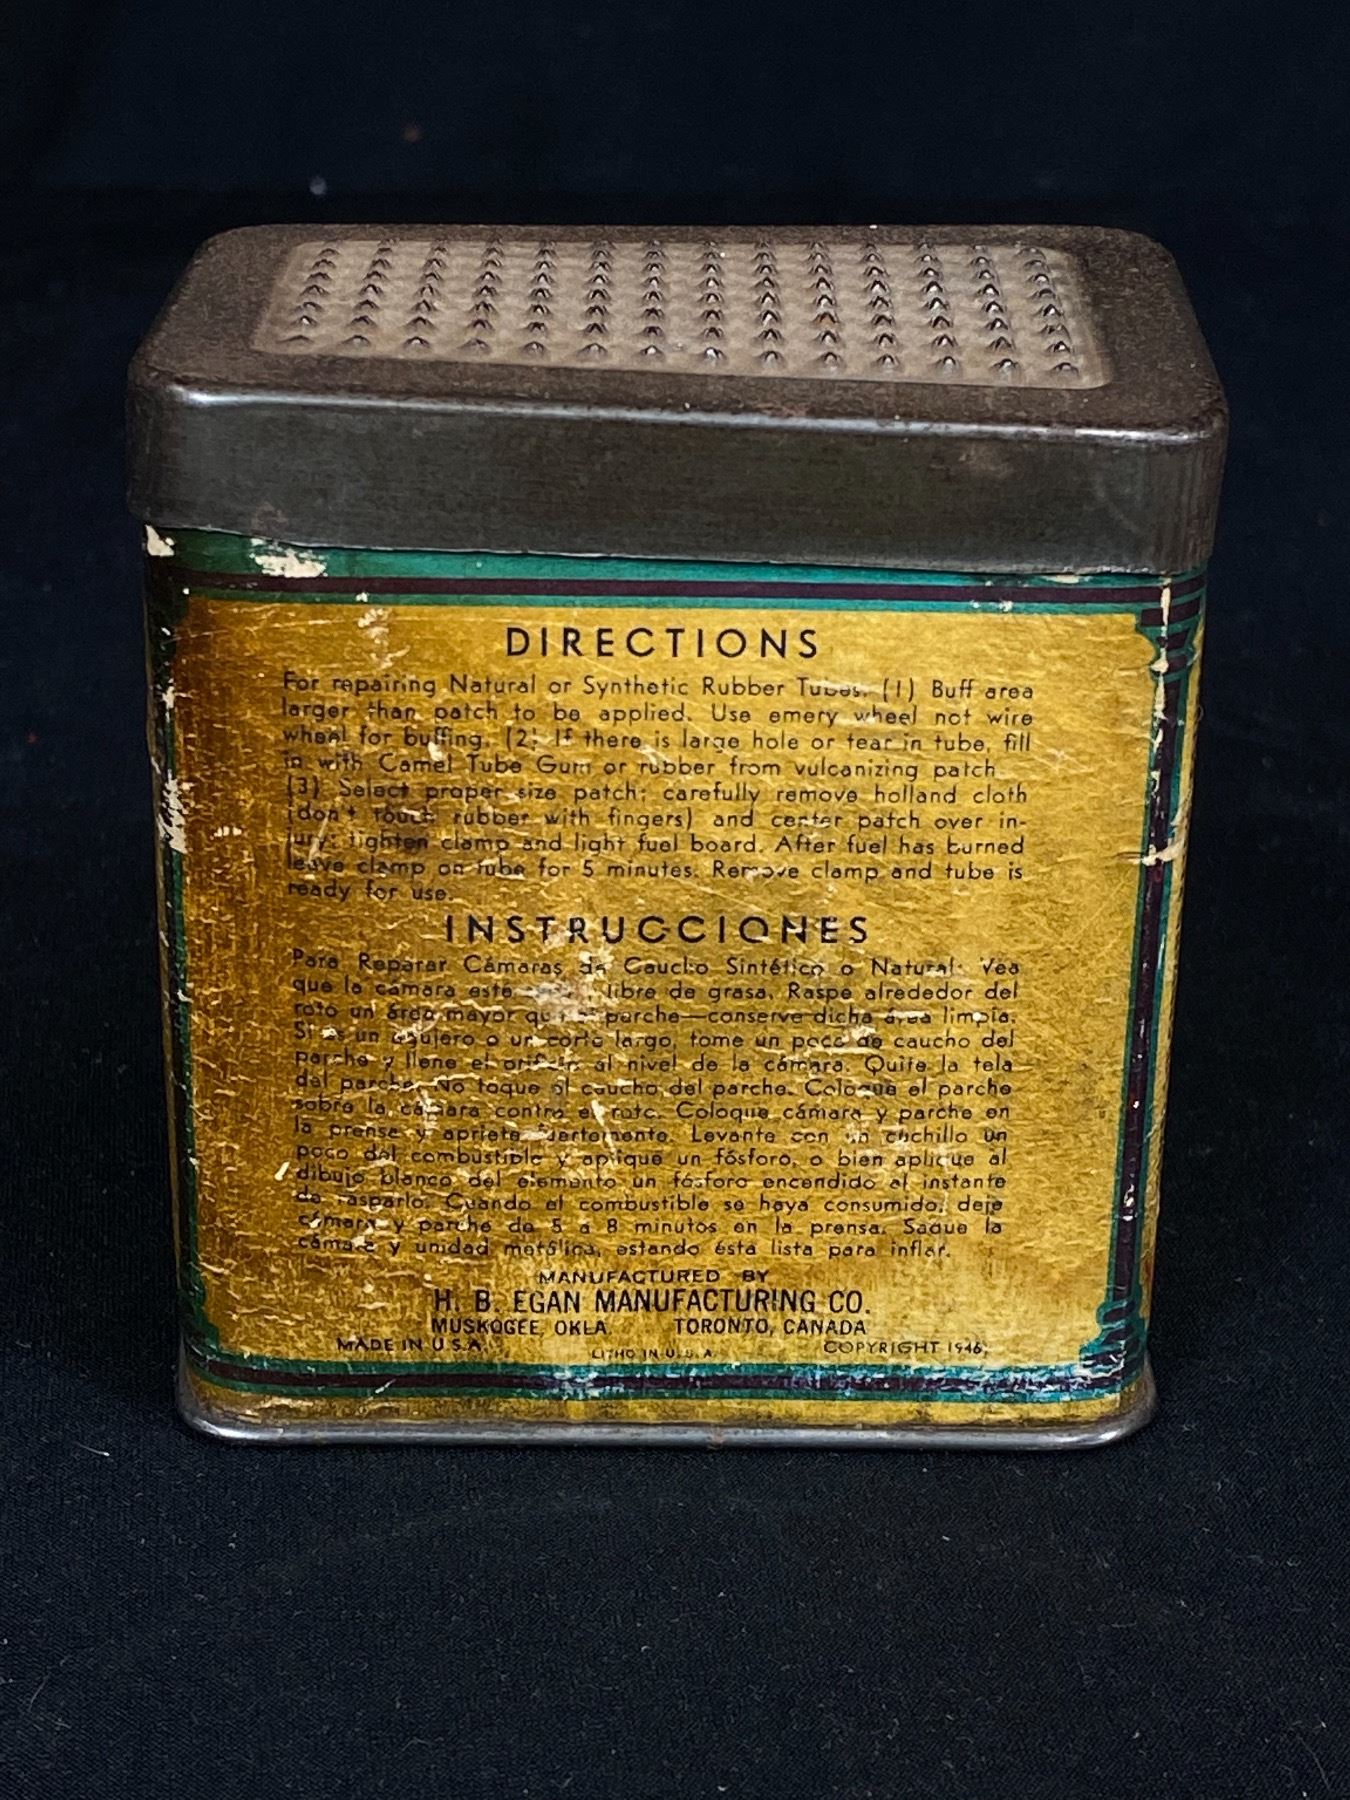 DIRECTIONS
For repairing Natural or Synthetic Rubber Tubes. (1) Buff area
larger than patch to be applied. Use emery wheel not wire
wheel for buffing. (2) If there is large hole or tear in tube, fill
in with Camel Tube Gum or rubber from vulcanizing patch
(3) Select proper size patch; carefully remove holland cloth
(don't touch rubber with fingers) and center patch over in-
jury; tighten clamp and light fuel board. After fuel has burned
leave clamp on tube for 5 minutes. Remove clamp and tube is
ready for use.
INSTRUCCIONES
Para Reparar Cámaras de Caucho Sintético o Natural: Vea
que la cámara esté libre de grasa. Raspe alrededor del
roto un área mayor que el parche—conserve dicha área limpia.
Si es un agujero o un corte largo, tome un poco de caucho del
parche y llene el orificio al nivel de la cámara. Quite la tela
del parche. No toque el caucho del parche. Coloque el parche
sobre la cámara contra el roto. Coloque cámara y parche en
la prensa y apriete fuertemente. Levante con un cuchillo un
poco del combustible y aplique un fósforo, o bien aplique al
dibujo blanco del elemento un fósforo encendido al instante
de rasparlo. Cuando el combustible se haya consumido, deje
cámara y parche de 5 a 8 minutos en la prensa. Saque la
cámara y unidad metálica, estando ésta lista para inflar.
MANUFACTURED BY
H. B. EGAN MANUFACTURING CO.
MUSKOGEE, OKLA. TORONTO, CANADA
MADE IN U.S.A. LITHO IN U.S.A. COPYRIGHT 1946,